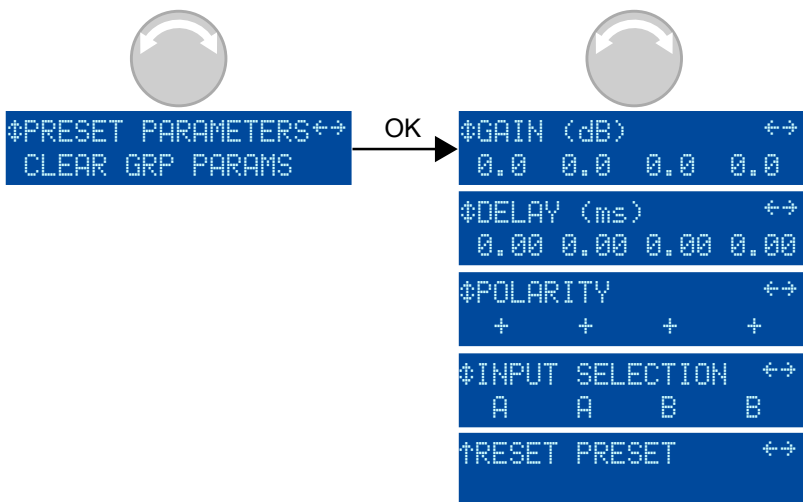 ↕PRESET PARAMETERS←→
CLEAR GRP PARAMS
OK
↕GAIN (dB) ←→
0.0 0.0 0.0 0.0
↕DELAY (ms) ←→
0.00 0.00 0.00 0.00
↕POLARITY ←→
+ + + +
↕INPUT SELECTION ←→
A A B B
↑RESET PRESET ←→